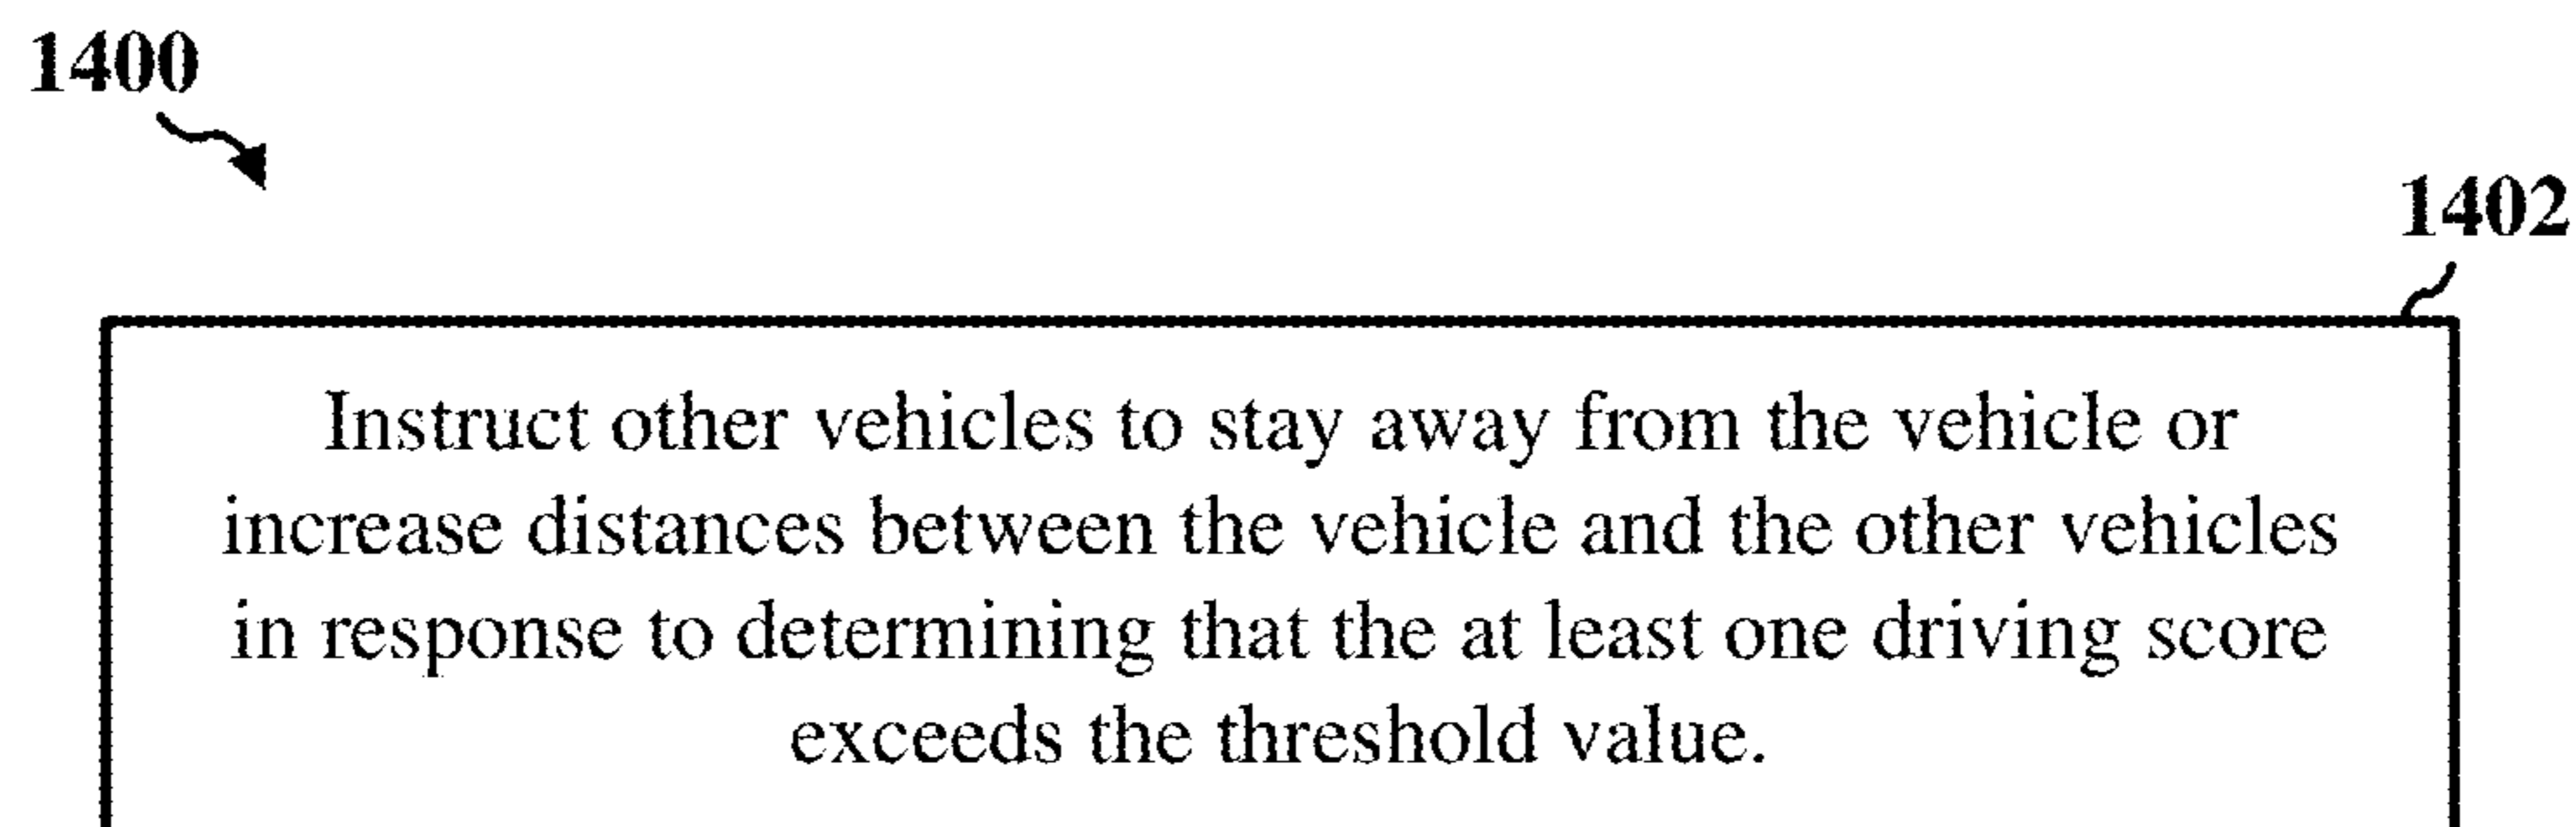 1400
1402
Instruct other vehicles to stay away from the vehicle or
increase distances between the vehicle and the other vehicles
in response to determining that the at least one driving score
exceeds the threshold value.